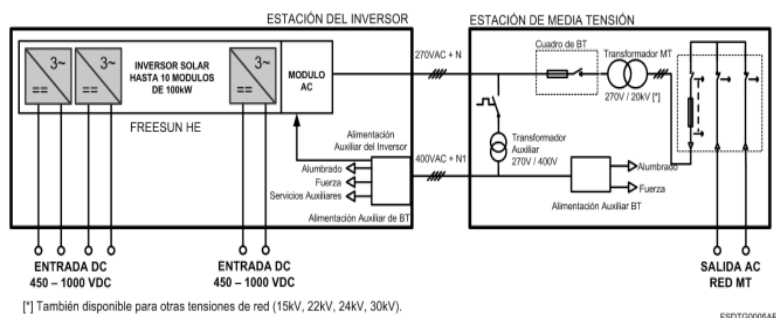 ESTACIÓN DEL INVERSOR
ESTACIÓN DE MEDIA TENSIÓN
3~
3~
INVERSOR SOLAR
HASTA 10 MODULOS
DE 100kW
3~
MODULO
AC
FREESUN HE
270VAC + N
Cuadro de BT
Transformador MT
270V / 20kV [*]
Alimentación
Auxiliar del Inversor
Alumbrado
Fuerza
Servicios Auxiliares
Alimentación Auxiliar de BT
400VAC + N1
Transformador
Auxiliar
270V / 400V
Alumbrado
Fuerza
Alimentación Auxiliar BT
ENTRADA DC
450 – 1000 VDC
ENTRADA DC
450 – 1000 VDC
SALIDA AC
RED MT
[*] También disponible para otras tensiones de red (15kV, 22kV, 24kV, 30kV).